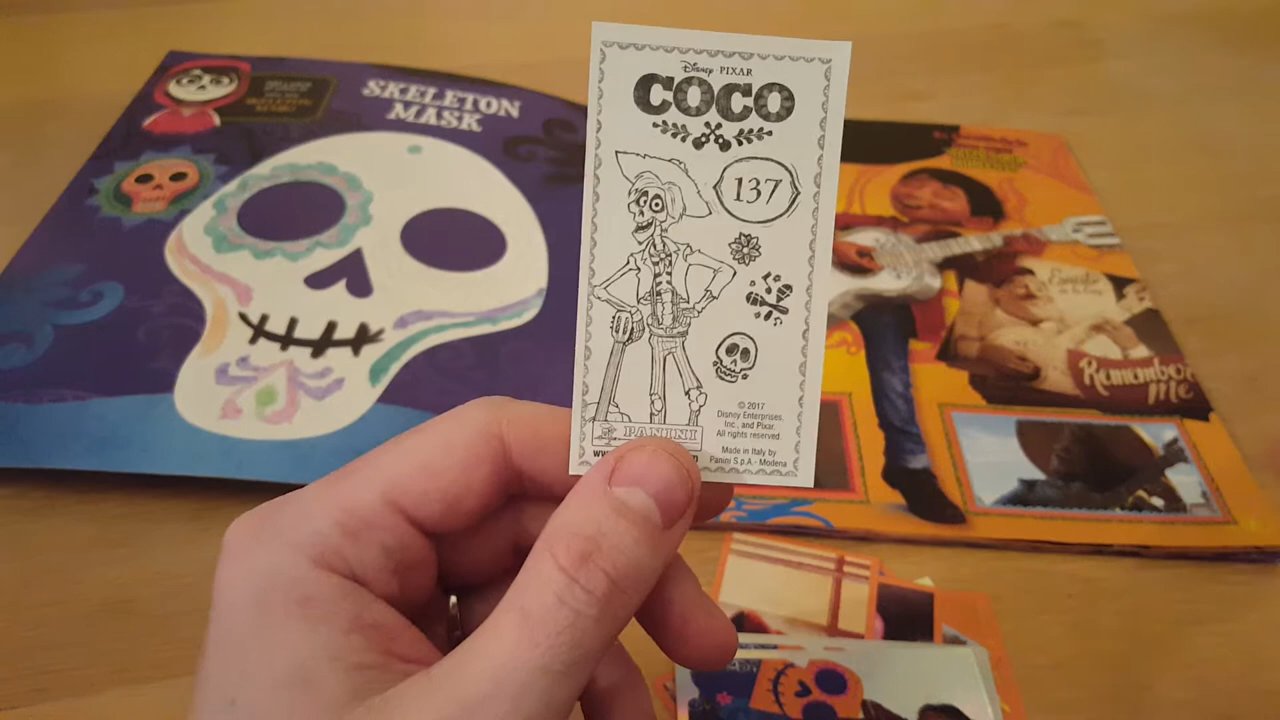 SKELETON
MASK
Disney · PIXAR
COCO
137
© 2017
Disney Enterprises,
Inc., and Pixar.
All rights reserved.
PANINI
Made in Italy by
Panini S.p.A. - Modena
Remember
Me